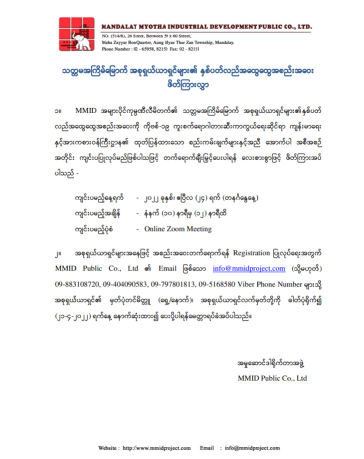 MANDALAR MYOTHA INDUSTRIAL DEVELOPMENT PUBLIC CO., LTD.
NO. (514/8), 26 Street, Between 59 x 60 Street,
Moha Zayyar BonQuarter, Aung Myae Thar Zan Township, Mandalay.
Phone Number : 02 - 65958, 82151 Fax: 02 - 82111
သတ္တမအကြိမ်မြောက် အစုရှယ်ယာရှင်များ၏ နှစ်ပတ်လည်အထွေထွေအစည်းအဝေး
ဖိတ်ကြားလွှာ
၁။ MMID အများပိုင်ကုမ္ပဏီလီမိတက်၏ သတ္တမအကြိမ်မြောက် အစုရှယ်ယာရှင်များ၏နှစ်ပတ်
လည်အထွေထွေအစည်းအဝေးကို ကိုဗစ်-၁၉ ကူးစက်ရောဂါကာဆီးကာကွယ်ရေးဆိုင်ရာ ကျန်းမာရေး
နှင့်အားကစားဝန်ကြီးဌာန၏ ထုတ်ပြန်ထားသော စည်းကမ်းချက်များနှင့်အညီ အောက်ပါ အစီအစဉ်
အတိုင်း ကျင်းပပြုလုပ်မည်ဖြစ်ပါသဖြင့် တက်ရောက်ချီးမြှင့်ပေးပါရန် လေးစားစွာဖြင့် ဖိတ်ကြားအပ်
ပါသည် -
ကျင်းပမည့်နေ့ရက် - ၂၀၂၂ ခုနှစ်၊ ဧပြီလ (၂၄) ရက် (တနင်္ဂနွေနေ့)
ကျင်းပမည့်အချိန် - နံနက် (၁၀) နာရီမှ (၁၂) နာရီထိ
ကျင်းပမည့်ပုံစံ - Online Zoom Meeting
၂။ အစုရှယ်ယာရှင်များအနေဖြင့် အစည်းအဝေးတက်ရောက်ရန် Registration ပြုလုပ်ရေးအတွက်
MMID Public Co., Ltd ၏ Email ဖြစ်သော info@mmidproject.com (သို့မဟုတ်)
09-883108720, 09-404090583, 09-797801813, 09-5168580 Viber Phone Number များသို့
အစုရှယ်ယာရှင်၏ မှတ်ပုံတင်မိတ္တူ (ရှေ့/နောက်)၊ အစုရှယ်ယာရှင်လက်မှတ်တို့ကို ဓါတ်ပုံရိုက်၍
(၂၁-၄-၂၀၂၂) ရက်နေ့ နောက်ဆုံးထား၍ ပေးပို့ပါရန်မေတ္တာရပ်ခံအပ်ပါသည်။
အမှုဆောင်ဒါရိုက်တာအဖွဲ့
MMID Public Co., Ltd
Website : http://www.mmidproject.com Email : info@mmidproject.com